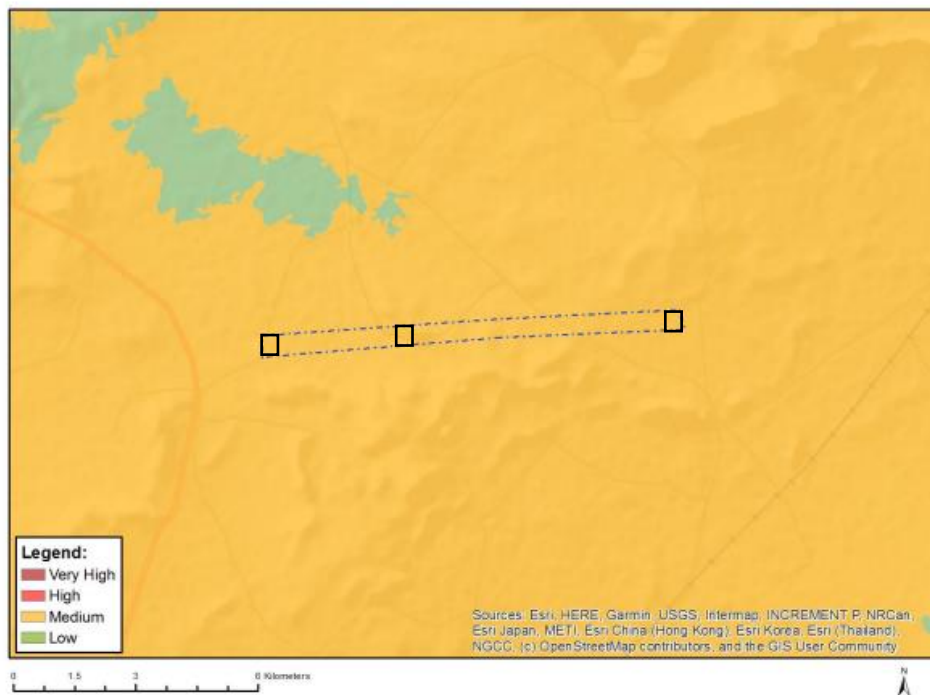 Legend:
Very High
High
Medium
Low
Sources: Esri, HERE, Garmin, USGS, Intermap, INCREMENT P, NRCan,
Esri Japan, METI, Esri China (Hong Kong), Esri Korea, Esri (Thailand),
NGCC, (c) OpenStreetMap contributors, and the GIS User Community
0 1.5 3 6 Kilometers
N